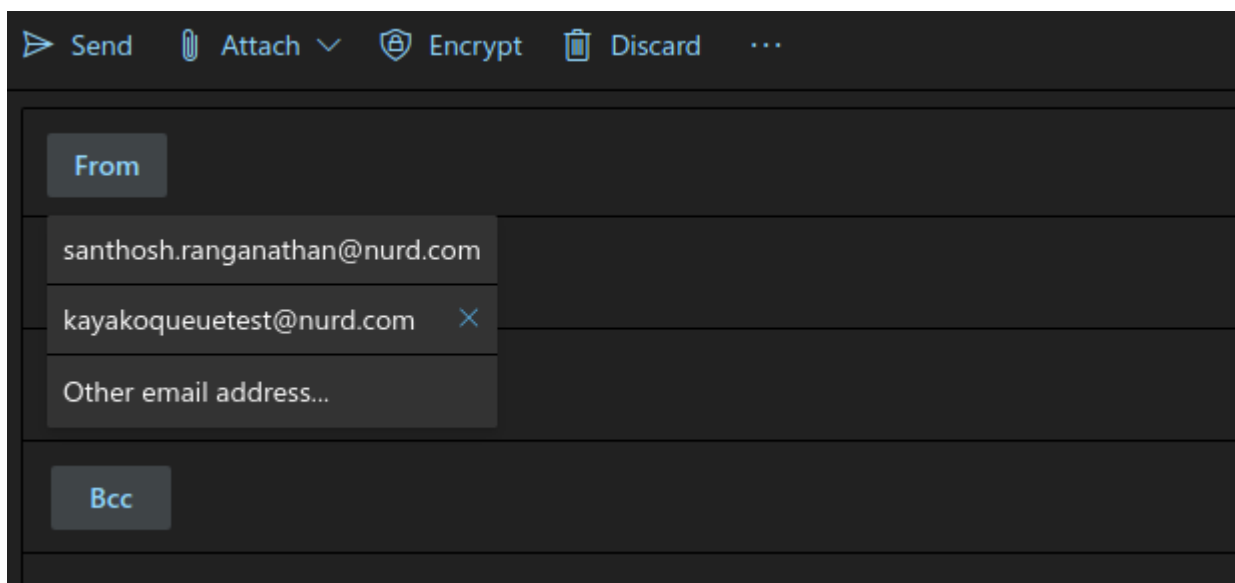 Send Attach Encrypt Discard ...
From
santhosh.ranganathan@nurd.com
kayakoqueuetest@nurd.com
Other email address...
Bcc